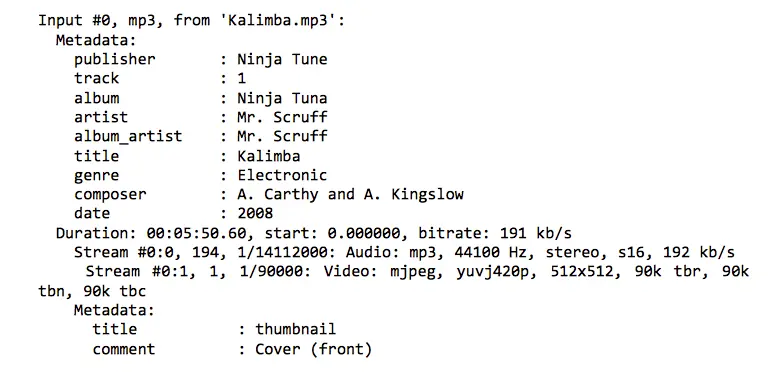 Input #0, mp3, from 'Kalimba.mp3':
Metadata:
publisher : Ninja Tune
track : 1
album : Ninja Tuna
artist : Mr. Scruff
album_artist : Mr. Scruff
title : Kalimba
genre : Electronic
composer : A. Carthy and A. Kingslow
date : 2008
Duration: 00:05:50.60, start: 0.000000, bitrate: 191 kb/s
Stream #0:0, 194, 1/14112000: Audio: mp3, 44100 Hz, stereo, s16, 192 kb/s
Stream #0:1, 1, 1/90000: Video: mjpeg, yuvj420p, 512x512, 90k tbr, 90k
tbn, 90k tbc
Metadata:
title : thumbnail
comment : Cover (front)